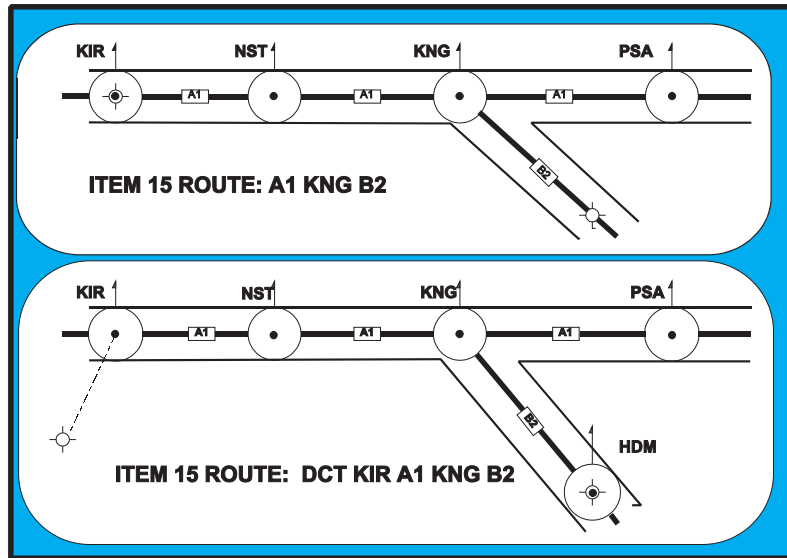 KIR NST KNG PSA
A1 A1 A1
B2
ITEM 15 ROUTE: A1 KNG B2
KIR NST KNG PSA
A1 A1 A1
B2
HDM
ITEM 15 ROUTE: DCT KIR A1 KNG B2